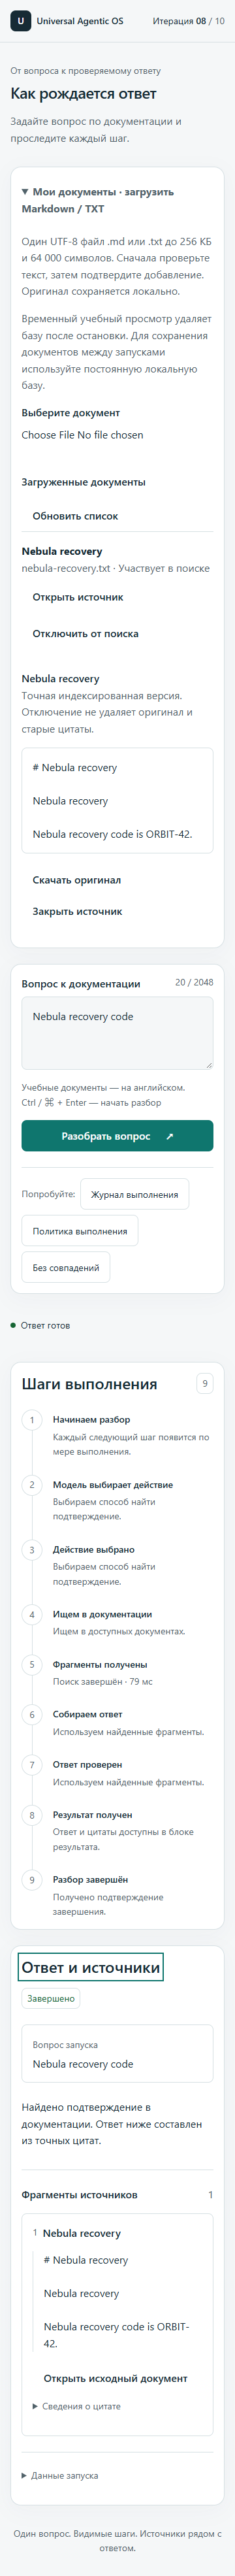 U Universal Agentic OS Итерация 08 / 10
От вопроса к проверяемому ответу
Как рождается ответ
Задайте вопрос по документации и
проследите каждый шаг.
▼ Мои документы · загрузить
Markdown / TXT
Один UTF-8 файл .md или .txt до 256 КБ
и 64 000 символов. Сначала проверьте
текст, затем подтвердите добавление.
Оригинал сохраняется локально.
Временный учебный просмотр удаляет
базу после остановки. Для сохранения
документов между запусками
используйте постоянную локальную
базу.
Выберите документ
Choose File No file chosen
Загруженные документы
Обновить список
Nebula recovery
nebula-recovery.txt · Участвует в поиске
Открыть источник
Отключить от поиска
Nebula recovery
Точная индексированная версия.
Отключение не удаляет оригинал и
старые цитаты.
# Nebula recovery
Nebula recovery
Nebula recovery code is ORBIT-42.
Скачать оригинал
Закрыть источник
Вопрос к документации 20 / 2048
Nebula recovery code
Учебные документы — на английском.
Ctrl / ⌘ + Enter — начать разбор
Разобрать вопрос ↗
Попробуйте: Журнал выполнения
Политика выполнения
Без совпадений
Ответ готов
Шаги выполнения 9
1 Начинаем разбор
Каждый следующий шаг появится по
мере выполнения.
2 Модель выбирает действие
Выбираем способ найти
подтверждение.
3 Действие выбрано
Выбираем способ найти
подтверждение.
4 Ищем в документации
Ищем в доступных документах.
5 Фрагменты получены
Поиск завершён · 79 мс
6 Собираем ответ
Используем найденные фрагменты.
7 Ответ проверен
Используем найденные фрагменты.
8 Результат получен
Ответ и цитаты доступны в блоке
результата.
9 Разбор завершён
Получено подтверждение
завершения.
Ответ и источники
Завершено
Вопрос запуска
Nebula recovery code
Найдено подтверждение в
документации. Ответ ниже составлен
из точных цитат.
Фрагменты источников 1
1 Nebula recovery
# Nebula recovery
Nebula recovery
Nebula recovery code is ORBIT-
42.
Открыть исходный документ
▶ Сведения о цитате
▶ Данные запуска
Один вопрос. Видимые шаги. Источники рядом с
ответом.